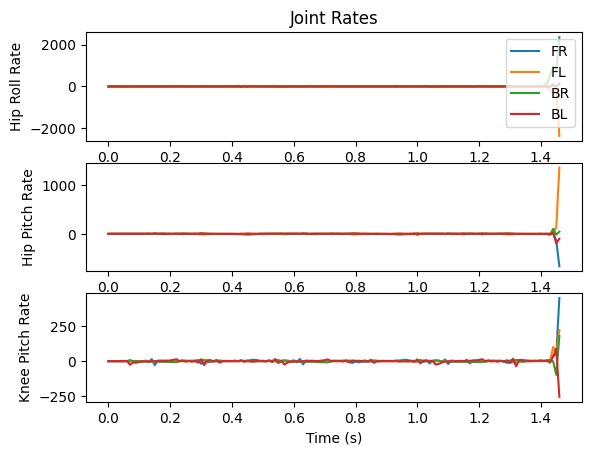 Joint Rates
Hip Roll Rate
2000
0
−2000
FR
FL
BR
BL
0.0 0.2 0.4 0.6 0.8 1.0 1.2 1.4
Hip Pitch Rate
1000
0
0.0 0.2 0.4 0.6 0.8 1.0 1.2 1.4
Knee Pitch Rate
250
0
−250
0.0 0.2 0.4 0.6 0.8 1.0 1.2 1.4
Time (s)